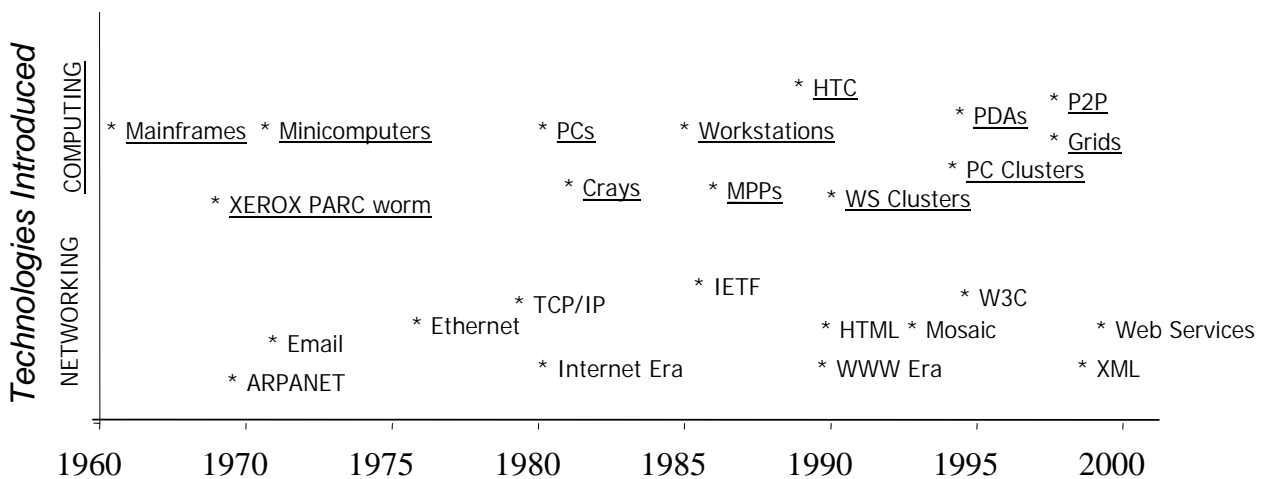 Technologies Introduced
COMPUTING
NETWORKING
* HTC
* P2P
* PDAs
* Mainframes * Minicomputers * PCs * Workstations
* Grids
* PC Clusters
* Crays * MPPs * WS Clusters
* XEROX PARC worm
* IETF
* W3C
* TCP/IP
* Ethernet * HTML * Mosaic * Web Services
* Email
* Internet Era * WWW Era * XML
* ARPANET
1960 1970 1975 1980 1985 1990 1995 2000